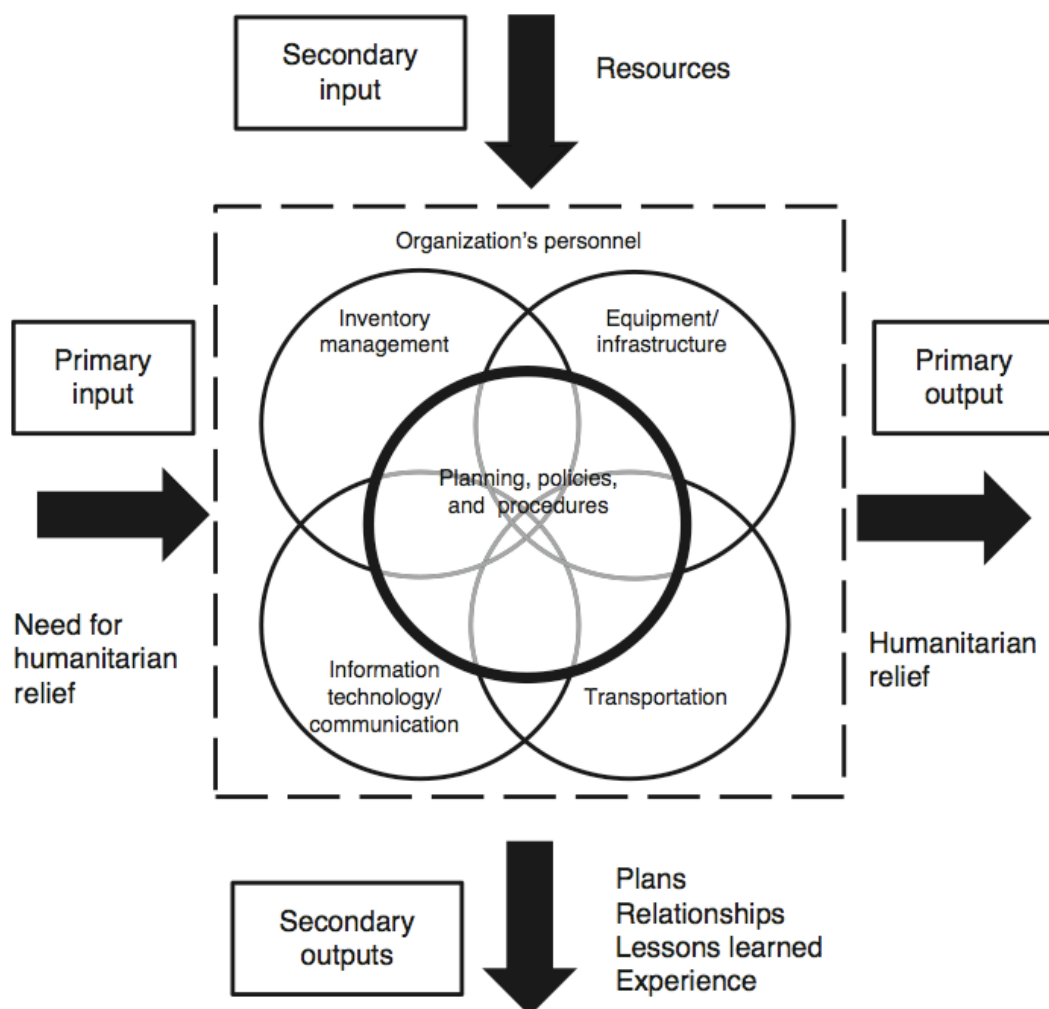 Secondary
input
Resources
Organization's personnel
Inventory
management
Equipment/
infrastructure
Primary
input
Primary
output
Planning, policies,
and procedures
Need for
humanitarian
relief
Humanitarian
relief
Information
technology/
communication
Transportation
Secondary
outputs
Plans
Relationships
Lessons learned
Experience